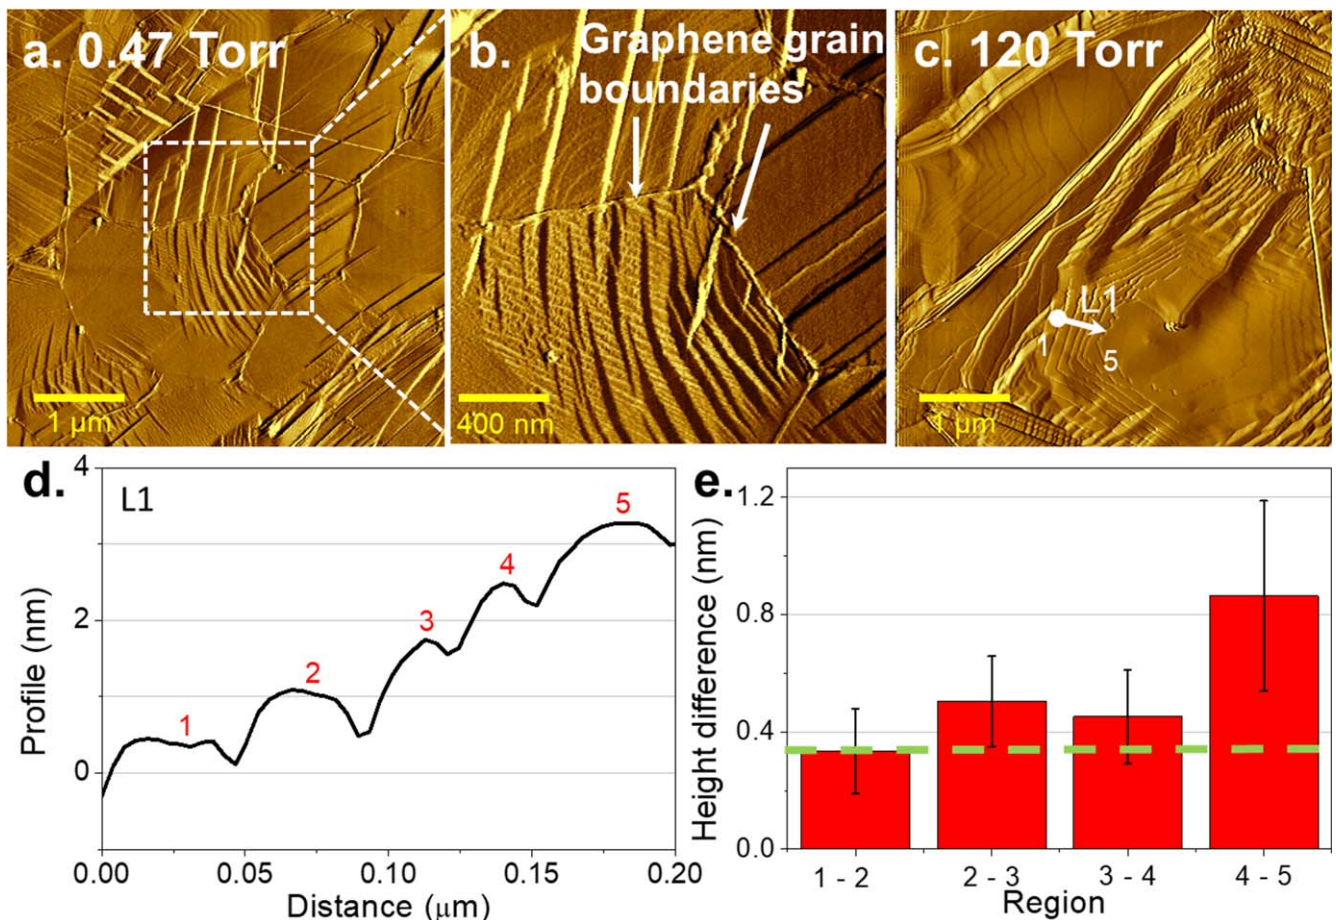 a. 0.47 Torr
1 μm
b.
Graphene grain
boundaries
400 nm
c. 120 Torr
L1
1
5
1 μm
d.
L1
4
2
0
Profile (nm)
1
2
3
4
5
0.00
0.05
0.10
0.15
0.20
Distance (μm)
e.
1.2
0.8
0.4
0.0
Height difference (nm)
1 - 2
2 - 3
3 - 4
4 - 5
Region